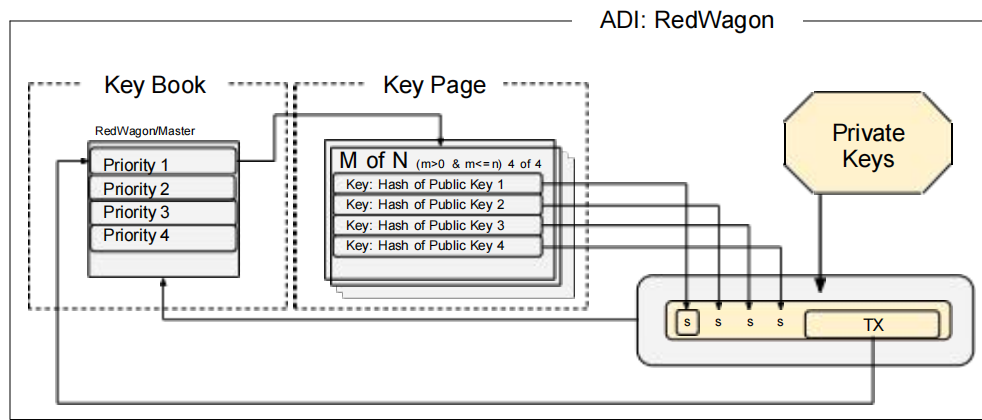 ADI: RedWagon
Key Book
Key Page
RedWagon/Master
Priority 1
Priority 2
Priority 3
Priority 4
M of N (m>0 & m<=n) 4 of 4
Key: Hash of Public Key 1
Key: Hash of Public Key 2
Key: Hash of Public Key 3
Key: Hash of Public Key 4
Private
Keys
s s s s TX